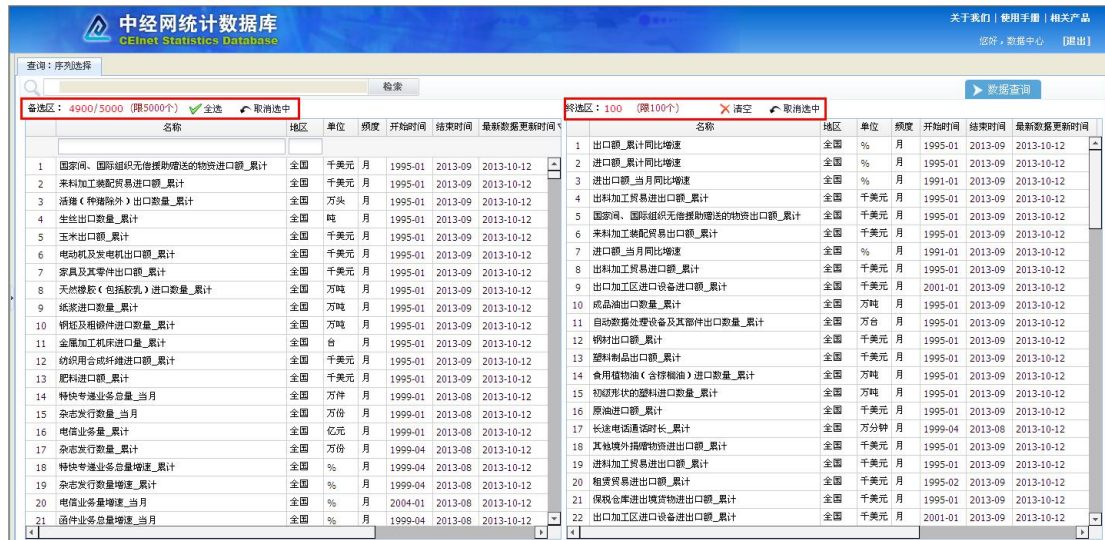 中经网统计数据库
CEInet Statistics Database
关于我们 | 使用手册 | 相关产品
您好，数据中心 [退出]
查询：序列选择
检索
数据查询
备选区： 4900/5000 (限5000个) 全选 取消选中
名称 地区 单位 频度 开始时间 结束时间 最新数据更新时间
1 国家间、国际组织无偿援助赠送的物资进口额_累计 全国 千美元 月 1995-01 2013-09 2013-10-12
2 来料加工装配贸易进口额_累计 全国 千美元 月 1995-01 2013-09 2013-10-12
3 活猪(种猪除外)出口数量_累计 全国 万头 月 1995-01 2013-09 2013-10-12
4 生丝出口数量_累计 全国 吨 月 1995-01 2013-09 2013-10-12
5 玉米出口额_累计 全国 千美元 月 1995-01 2013-09 2013-10-12
6 电动机及发电机出口额_累计 全国 千美元 月 1995-01 2013-09 2013-10-12
7 家具及其零件出口额_累计 全国 千美元 月 1995-01 2013-09 2013-10-12
8 天然橡胶(包括胶乳)进口数量_累计 全国 万吨 月 1995-01 2013-09 2013-10-12
9 纸浆进口数量_累计 全国 万吨 月 1995-01 2013-09 2013-10-12
10 钢坯及粗锻件进口数量_累计 全国 万吨 月 1995-01 2013-09 2013-10-12
11 金属加工机床进口量_累计 全国 台 月 1995-01 2013-09 2013-10-12
12 纺织用合成纤维进口额_累计 全国 千美元 月 1995-01 2013-09 2013-10-12
13 肥料进口额_累计 全国 千美元 月 1995-01 2013-09 2013-10-12
14 特快专递业务总量_当月 全国 万件 月 1999-01 2013-08 2013-10-12
15 杂志发行数量_当月 全国 万份 月 1999-01 2013-08 2013-10-12
16 电信业务量_累计 全国 亿元 月 1999-01 2013-08 2013-10-12
17 杂志发行数量_累计 全国 万份 月 1999-04 2013-08 2013-10-12
18 特快专递业务总量增速_累计 全国 % 月 1999-04 2013-08 2013-10-12
19 杂志发行数量增速_累计 全国 % 月 1999-04 2013-08 2013-10-12
20 电信业务量增速_当月 全国 % 月 2004-01 2013-08 2013-10-12
21 函件业务总量增速_当月 全国 % 月 1999-04 2013-08 2013-10-12
终选区：100 (限100个) 清空 取消选中
名称 地区 单位 频度 开始时间 结束时间 最新数据更新时间
1 出口额_累计同比增速 全国 % 月 1995-01 2013-09 2013-10-12
2 进口额_累计同比增速 全国 % 月 1995-01 2013-09 2013-10-12
3 进出口额_当月同比增速 全国 % 月 1991-01 2013-09 2013-10-12
4 出料加工贸易进出口额_累计 全国 千美元 月 1995-01 2013-09 2013-10-12
5 国家间、国际组织无偿援助赠送的物资出口额_累计 全国 千美元 月 1995-01 2013-09 2013-10-12
6 来料加工装配贸易出口额_累计 全国 千美元 月 1995-01 2013-09 2013-10-12
7 进口额_当月同比增速 全国 % 月 1991-01 2013-09 2013-10-12
8 出料加工贸易进口额_累计 全国 千美元 月 1995-01 2013-09 2013-10-12
9 出口加工区进口设备进口额_累计 全国 千美元 月 2001-01 2013-09 2013-10-12
10 成品油出口数量_累计 全国 万吨 月 1995-01 2013-09 2013-10-12
11 自动数据处理设备及其部件出口数量_累计 全国 万台 月 1995-01 2013-09 2013-10-12
12 钢材出口额_累计 全国 千美元 月 1995-01 2013-09 2013-10-12
13 塑料制品出口额_累计 全国 千美元 月 1995-01 2013-09 2013-10-12
14 食用植物油(含棕榈油)进口数量_累计 全国 万吨 月 1995-01 2013-09 2013-10-12
15 初级形状的塑料进口数量_累计 全国 万吨 月 1995-01 2013-09 2013-10-12
16 原油进口额_累计 全国 千美元 月 1995-01 2013-09 2013-10-12
17 长途电话通话时长_累计 全国 万分钟 月 1999-04 2013-08 2013-10-12
18 其他境外捐赠物资进出口额_累计 全国 千美元 月 1995-01 2013-09 2013-10-12
19 进料加工贸易进出口额_累计 全国 千美元 月 1995-01 2013-09 2013-10-12
20 租赁贸易进出口额_累计 全国 千美元 月 1995-02 2013-09 2013-10-12
21 保税仓库进出境货物进出口额_累计 全国 千美元 月 1995-01 2013-09 2013-10-12
22 出口加工区进口设备进出口额_累计 全国 千美元 月 2001-01 2013-09 2013-10-12